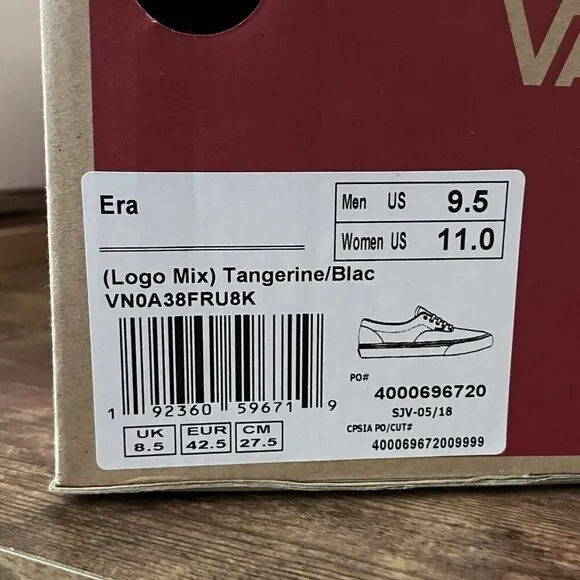 VA
Era
Men US 9.5
Women US 11.0
(Logo Mix) Tangerine/Blac
VN0A38FRU8K
1 92360 59671 9
UK 8.5
EUR 42.5
CM 27.5
PO#
4000696720
SJV-05/18
CPSIA PO/CUT#
400069672009999